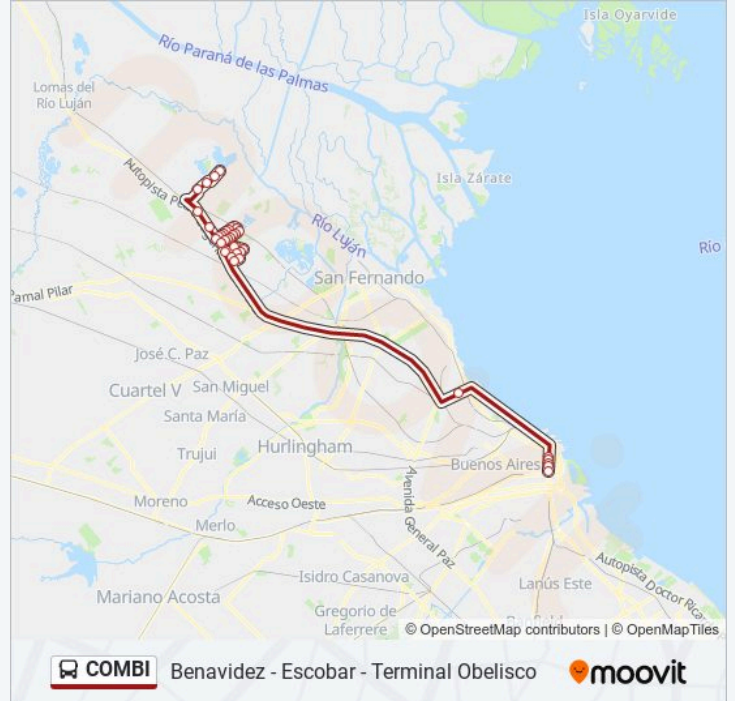 Isla Oyarvide
Río Paraná de las Palmas
Lomas del
Río Luján
Isla Zárate
Autopista
Río Luján
Río
San Fernando
amal Pilar
José C. Paz
Cuartel V
San Miguel
Santa María
Hurlingham
Trujui
Buenos Aires
Moreno
Acceso Oeste
Avenida General Paz
Merlo
Isidro Casanova
Autopista Doctor Ricar
Mariano Acosta
Lanús Este
Gregorio de
Laferrere
© OpenStreetMap contributors | © OpenMapTiles
COMBI
Benavidez - Escobar - Terminal Obelisco
moovit